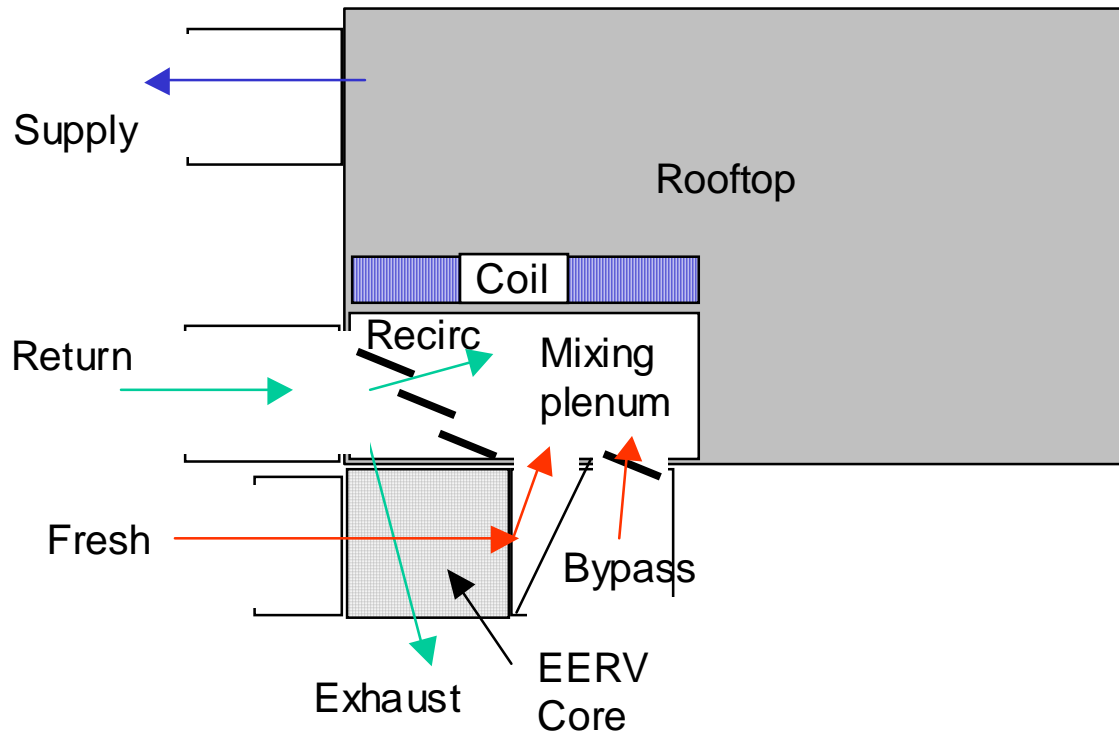 Supply
Rooftop
Coil
Recirc
Return
Mixing
plenum
Fresh
Bypass
EERV
Core
Exhaust